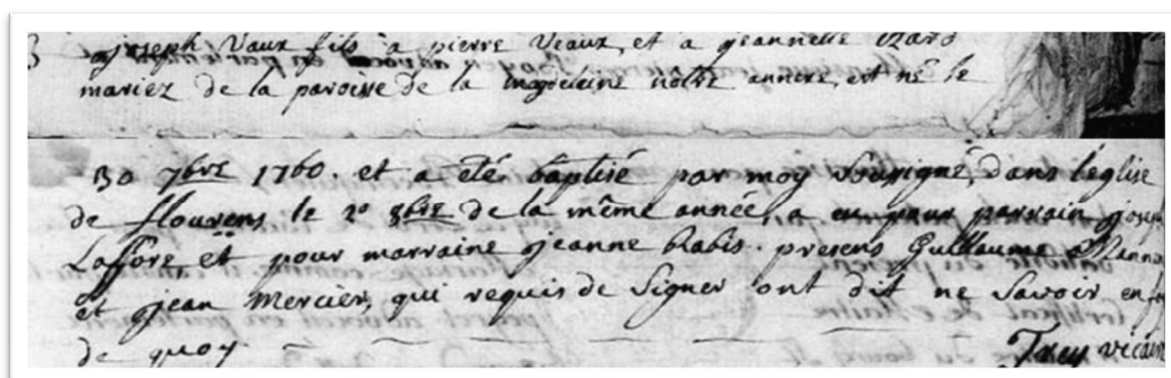 joseph Vaux fils a pierre Veaux, et a jeannette
mariez de la paroisse de la magdelaine notre annexe, est né le
30 7bre 1760. et a été baptisé par moy soussigné, dans l'eglise
de flourens le 2e 8bre de la même année, a eu pour parrain
Laffore, et pour marraine jeanne Rabis. presens Guillaume
et jean Mercier, qui requis de signer ont dit ne savoir en
de quoy
vicaire